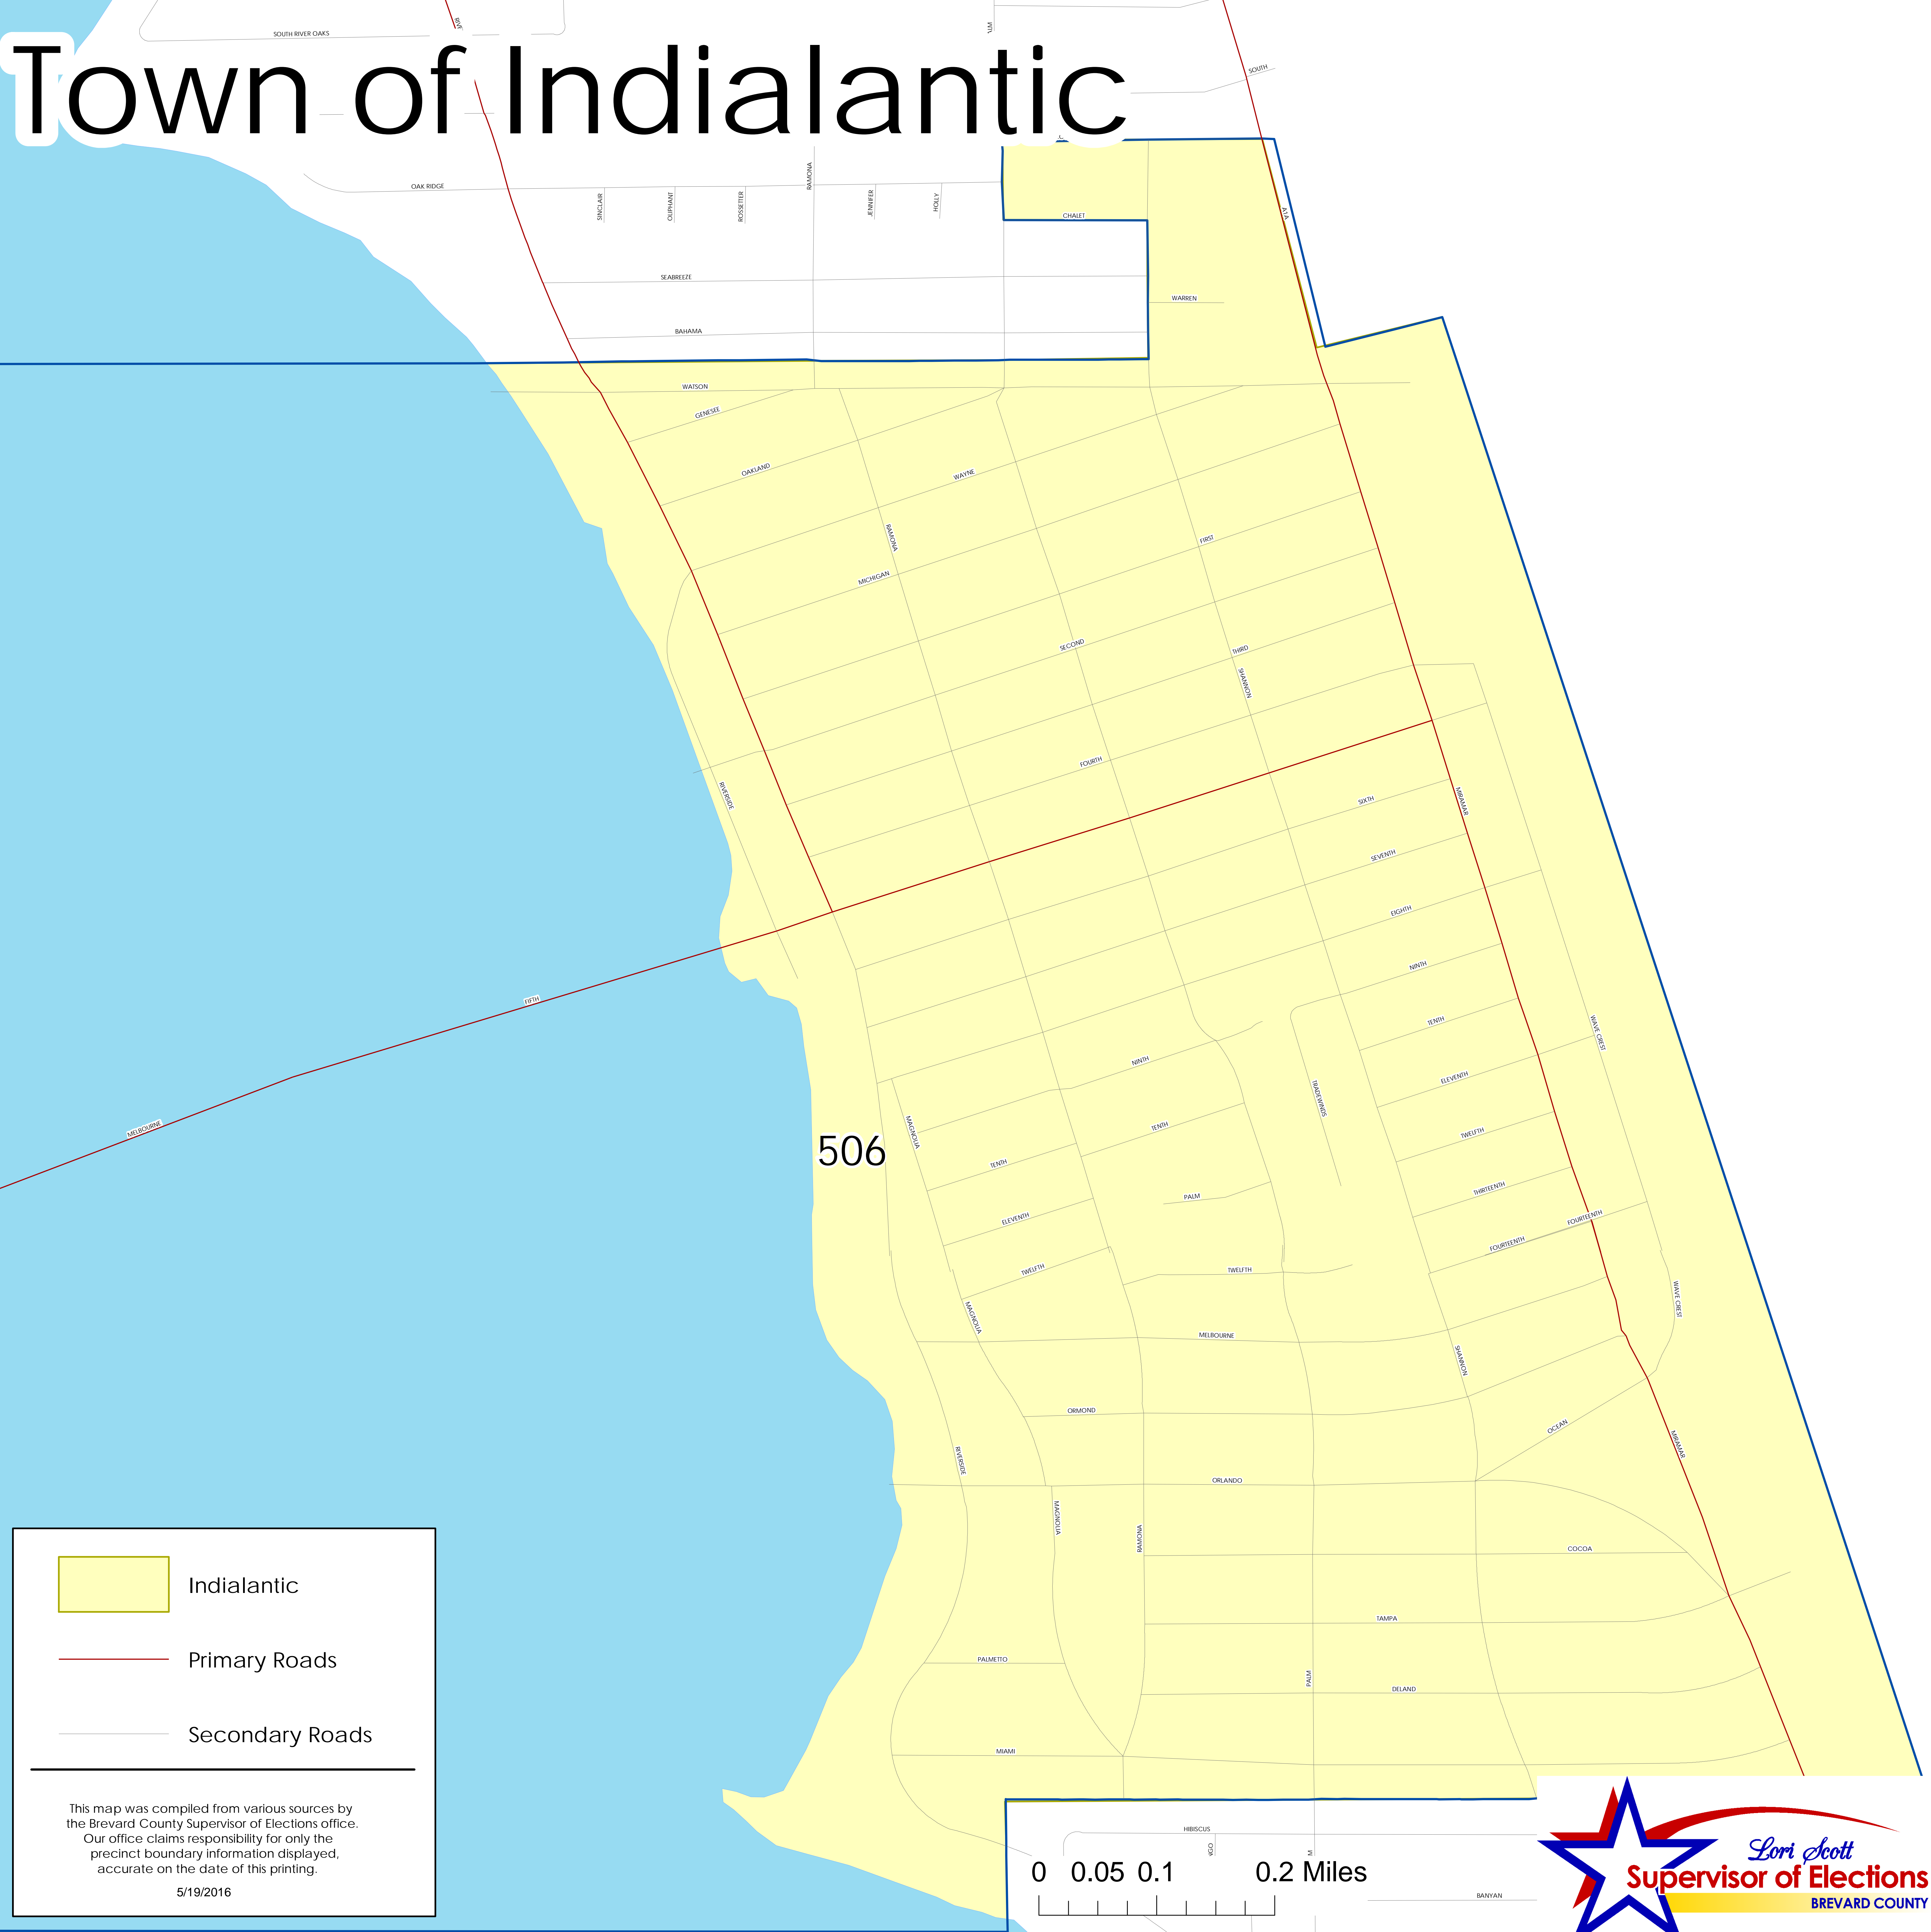 SOUTH RIVER OAKS
SOUTH
Town of Indialantic
OAK RIDGE
SINCLAIR
OLIPHANT
ROSSETTER
RAMONA
JENNIFER
HOLLY
CHALET
A1A
SEABREEZE
WARREN
BAHAMA
WATSON
GENESEE
OAKLAND
WAYNE
RAMONA
FIRST
MICHIGAN
SECOND
THIRD
SHANNON
FOURTH
RIVERSIDE
SIXTH
MIRAMAR
SEVENTH
EIGHTH
NINTH
FIFTH
TENTH
WAVE CREST
NINTH
ELEVENTH
TRADEWINDS
MELBOURNE
MAGNOLIA
TENTH
TWELFTH
506
TENTH
THIRTEENTH
PALM
ELEVENTH
FOURTEENTH
FOURTEENTH
TWELFTH
TWELFTH
WAVE CREST
MAGNOLIA
MELBOURNE
SHANNON
ORMOND
OCEAN
MIRAMAR
RIVERSIDE
ORLANDO
MAGNOLIA
RAMONA
COCOA
TAMPA
PALMETTO
PALM
DELAND
MIAMI
HIBISCUS
BANYAN
Indialantic
Primary Roads
Secondary Roads
This map was compiled from various sources by
the Brevard County Supervisor of Elections office.
Our office claims responsibility for only the
precinct boundary information displayed,
accurate on the date of this printing.
5/19/2016
0 0.05 0.1 0.2 Miles
Lori Scott
Supervisor of Elections
BREVARD COUNTY